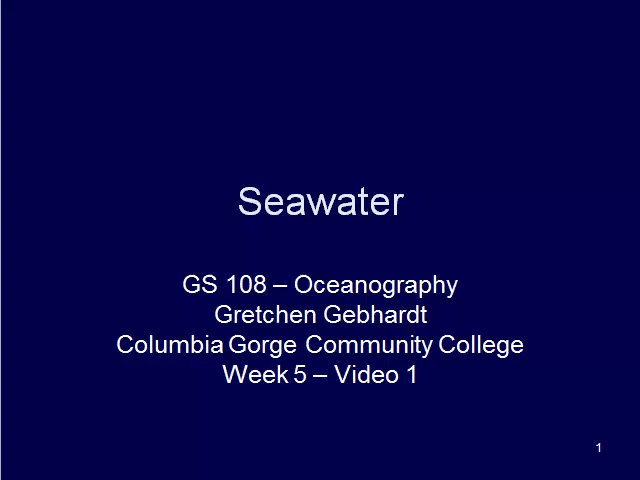 Seawater
GS 108 – Oceanography
Gretchen Gebhardt
Columbia Gorge Community College
Week 5 – Video 1
1